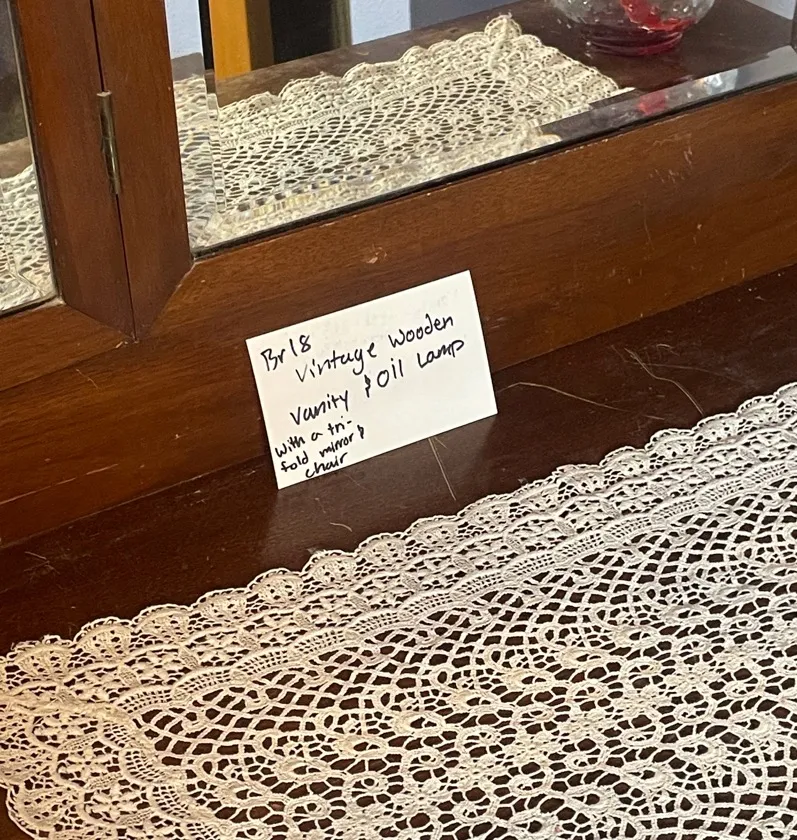 Br18
Vintage Wooden
Vanity & Oil Lamp
with a tri-
fold mirror &
chair